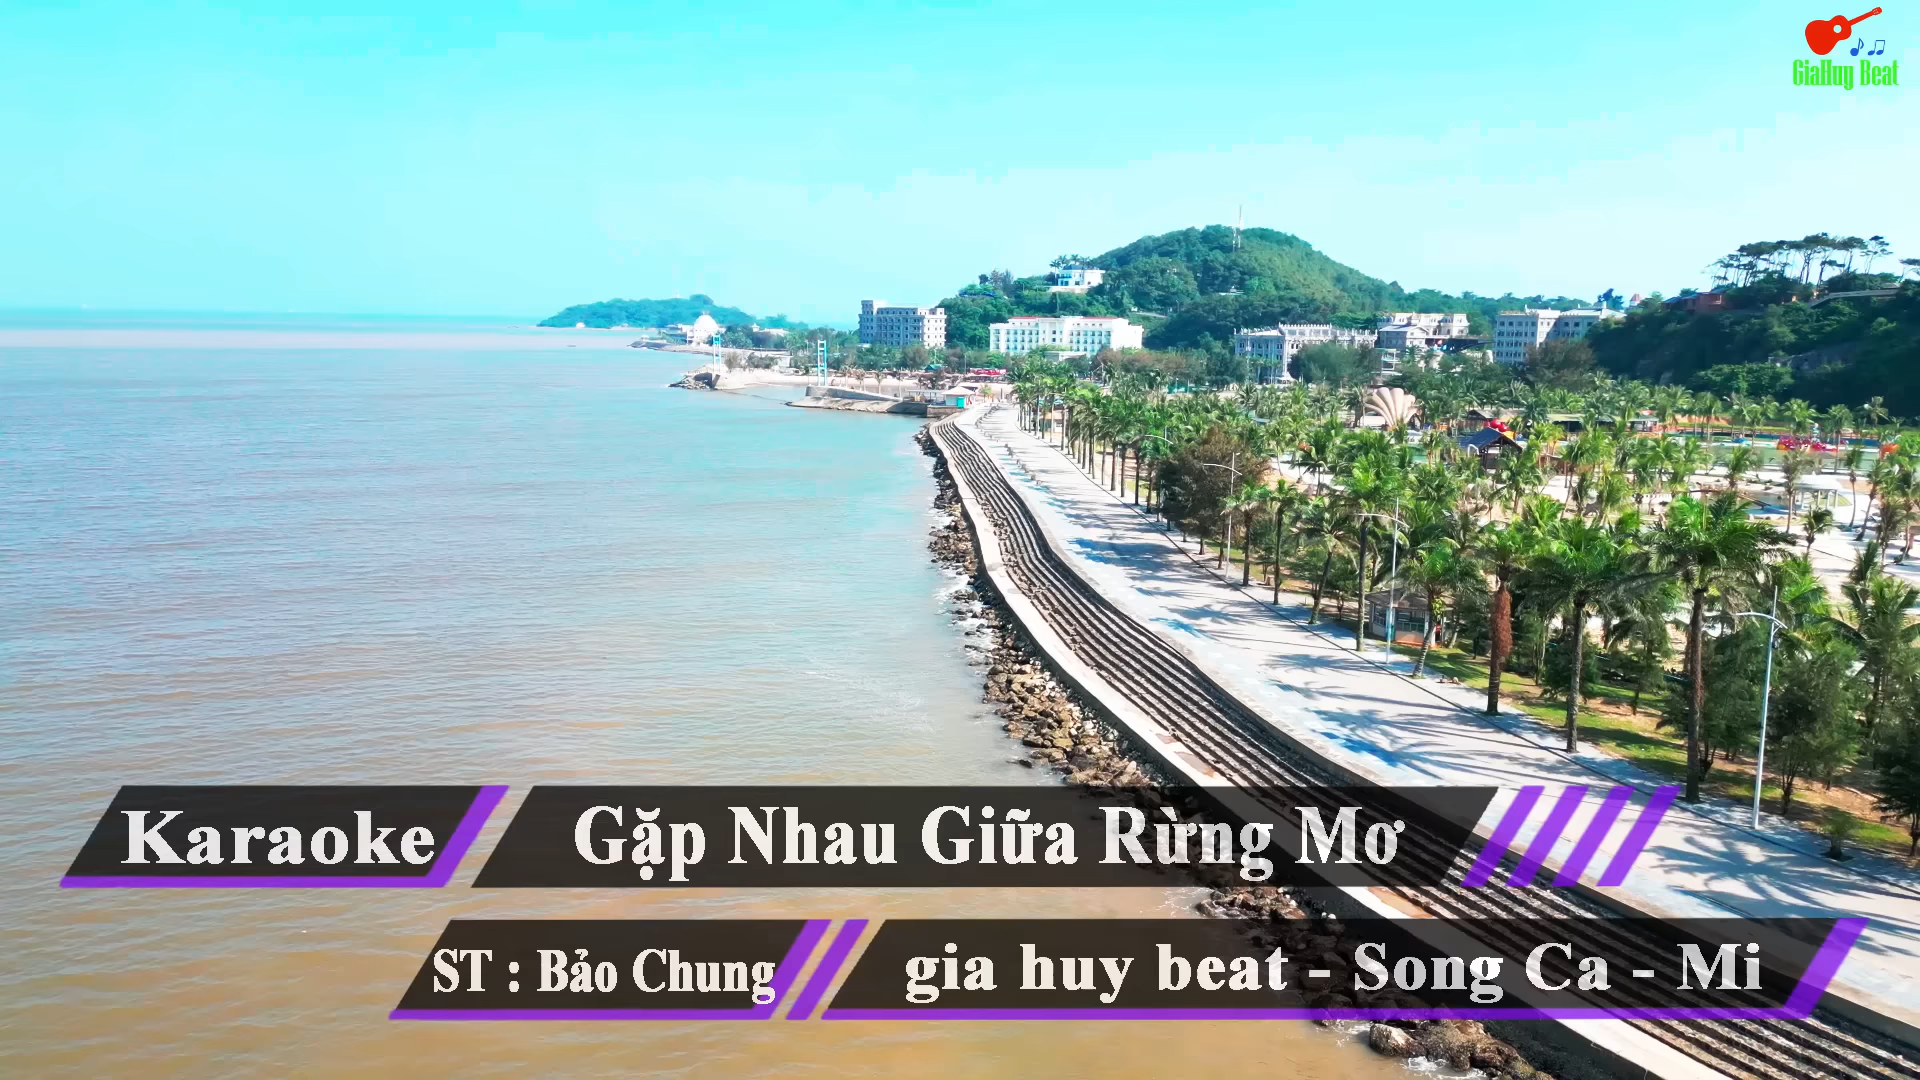 GiaHuy Beat
Karaoke
Gặp Nhau Giữa Rừng Mơ
ST : Bảo Chung
gia huy beat - Song Ca - Mi